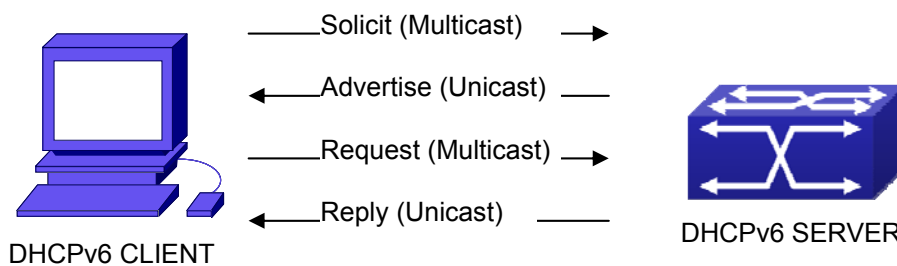 Solicit (Multicast)
Advertise (Unicast)
Request (Multicast)
Reply (Unicast)
DHCPv6 CLIENT
DHCPv6 SERVER